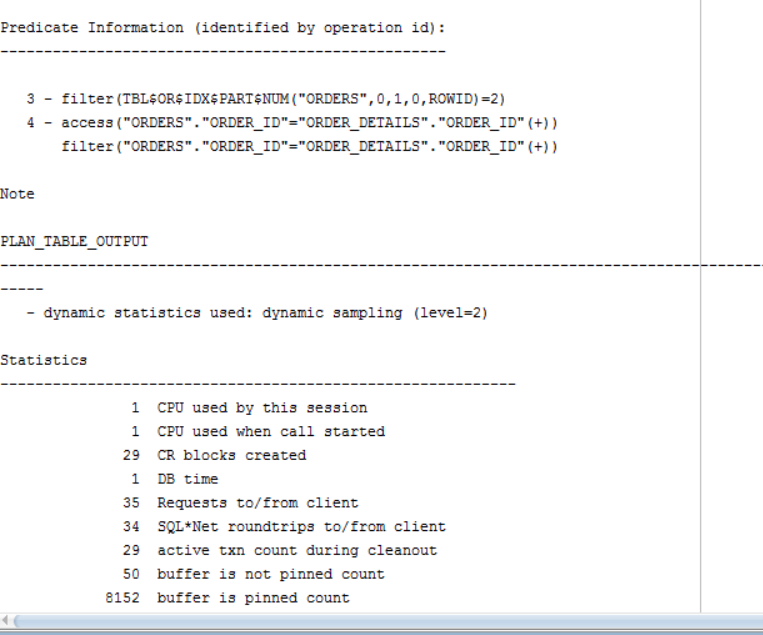 Predicate Information (identified by operation id):
---------------------------------------------------
3 - filter(TBL$OR$IDX$PART$NUM("ORDERS",0,1,0,ROWID)=2)
4 - access("ORDERS"."ORDER_ID"="ORDER_DETAILS"."ORDER_ID"(+))
filter("ORDERS"."ORDER_ID"="ORDER_DETAILS"."ORDER_ID"(+))
Note
PLAN_TABLE_OUTPUT
----------------------------------------------------------------------------------------
-----
- dynamic statistics used: dynamic sampling (level=2)
Statistics
-----------------------------------------------------------
1 CPU used by this session
1 CPU used when call started
29 CR blocks created
1 DB time
35 Requests to/from client
34 SQL*Net roundtrips to/from client
29 active txn count during cleanout
50 buffer is not pinned count
8152 buffer is pinned count